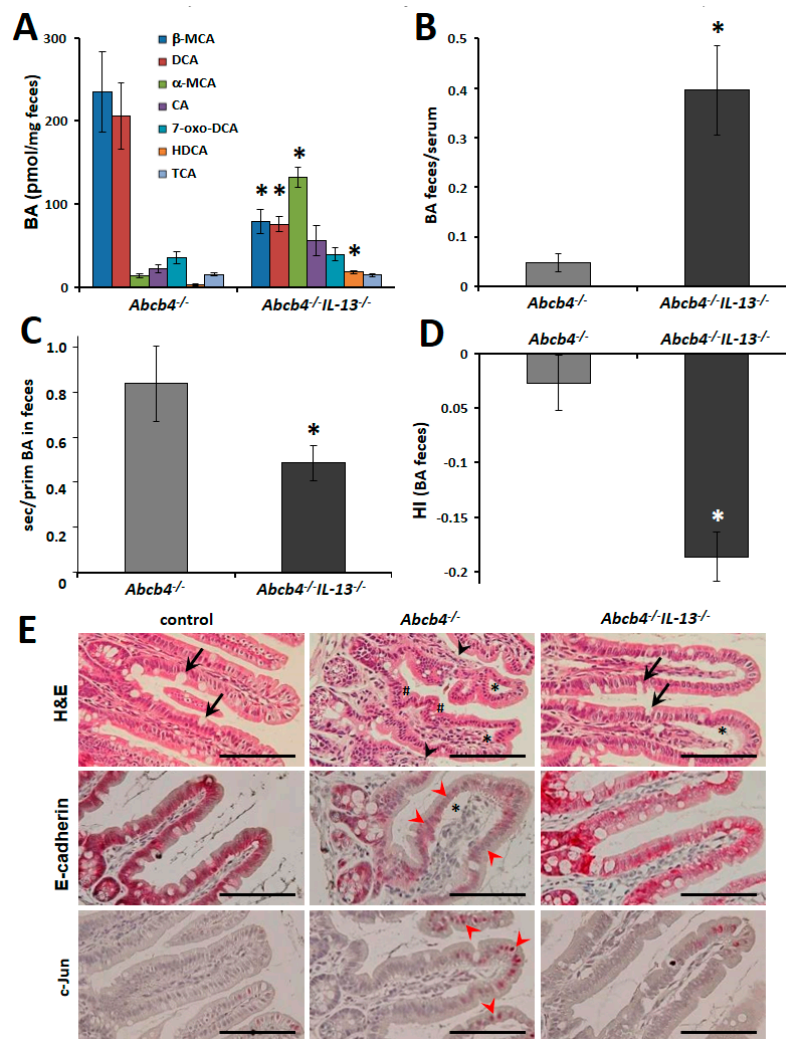 A
β-MCA
DCA
α-MCA
CA
7-oxo-DCA
HDCA
TCA
BA (pmol/mg feces)
300
200
100
0
* *
*
*
Abcb4-/-
Abcb4-/-IL-13-/-
B
BA feces/serum
0.5
0.4
0.3
0.2
0.1
0
*
Abcb4-/-
Abcb4-/-IL-13-/-
C
sec/prim BA in feces
1.0
0.8
0.6
0.4
0.2
0
*
Abcb4-/-
Abcb4-/-IL-13-/-
D
Abcb4-/-
Abcb4-/-IL-13-/-
HI (BA feces)
0
0.05
-0.1
-0.15
-0.2
*
E
control
Abcb4-/-
Abcb4-/-IL-13-/-
H&E
#
#
*
*
*
E-cadherin
*
c-Jun